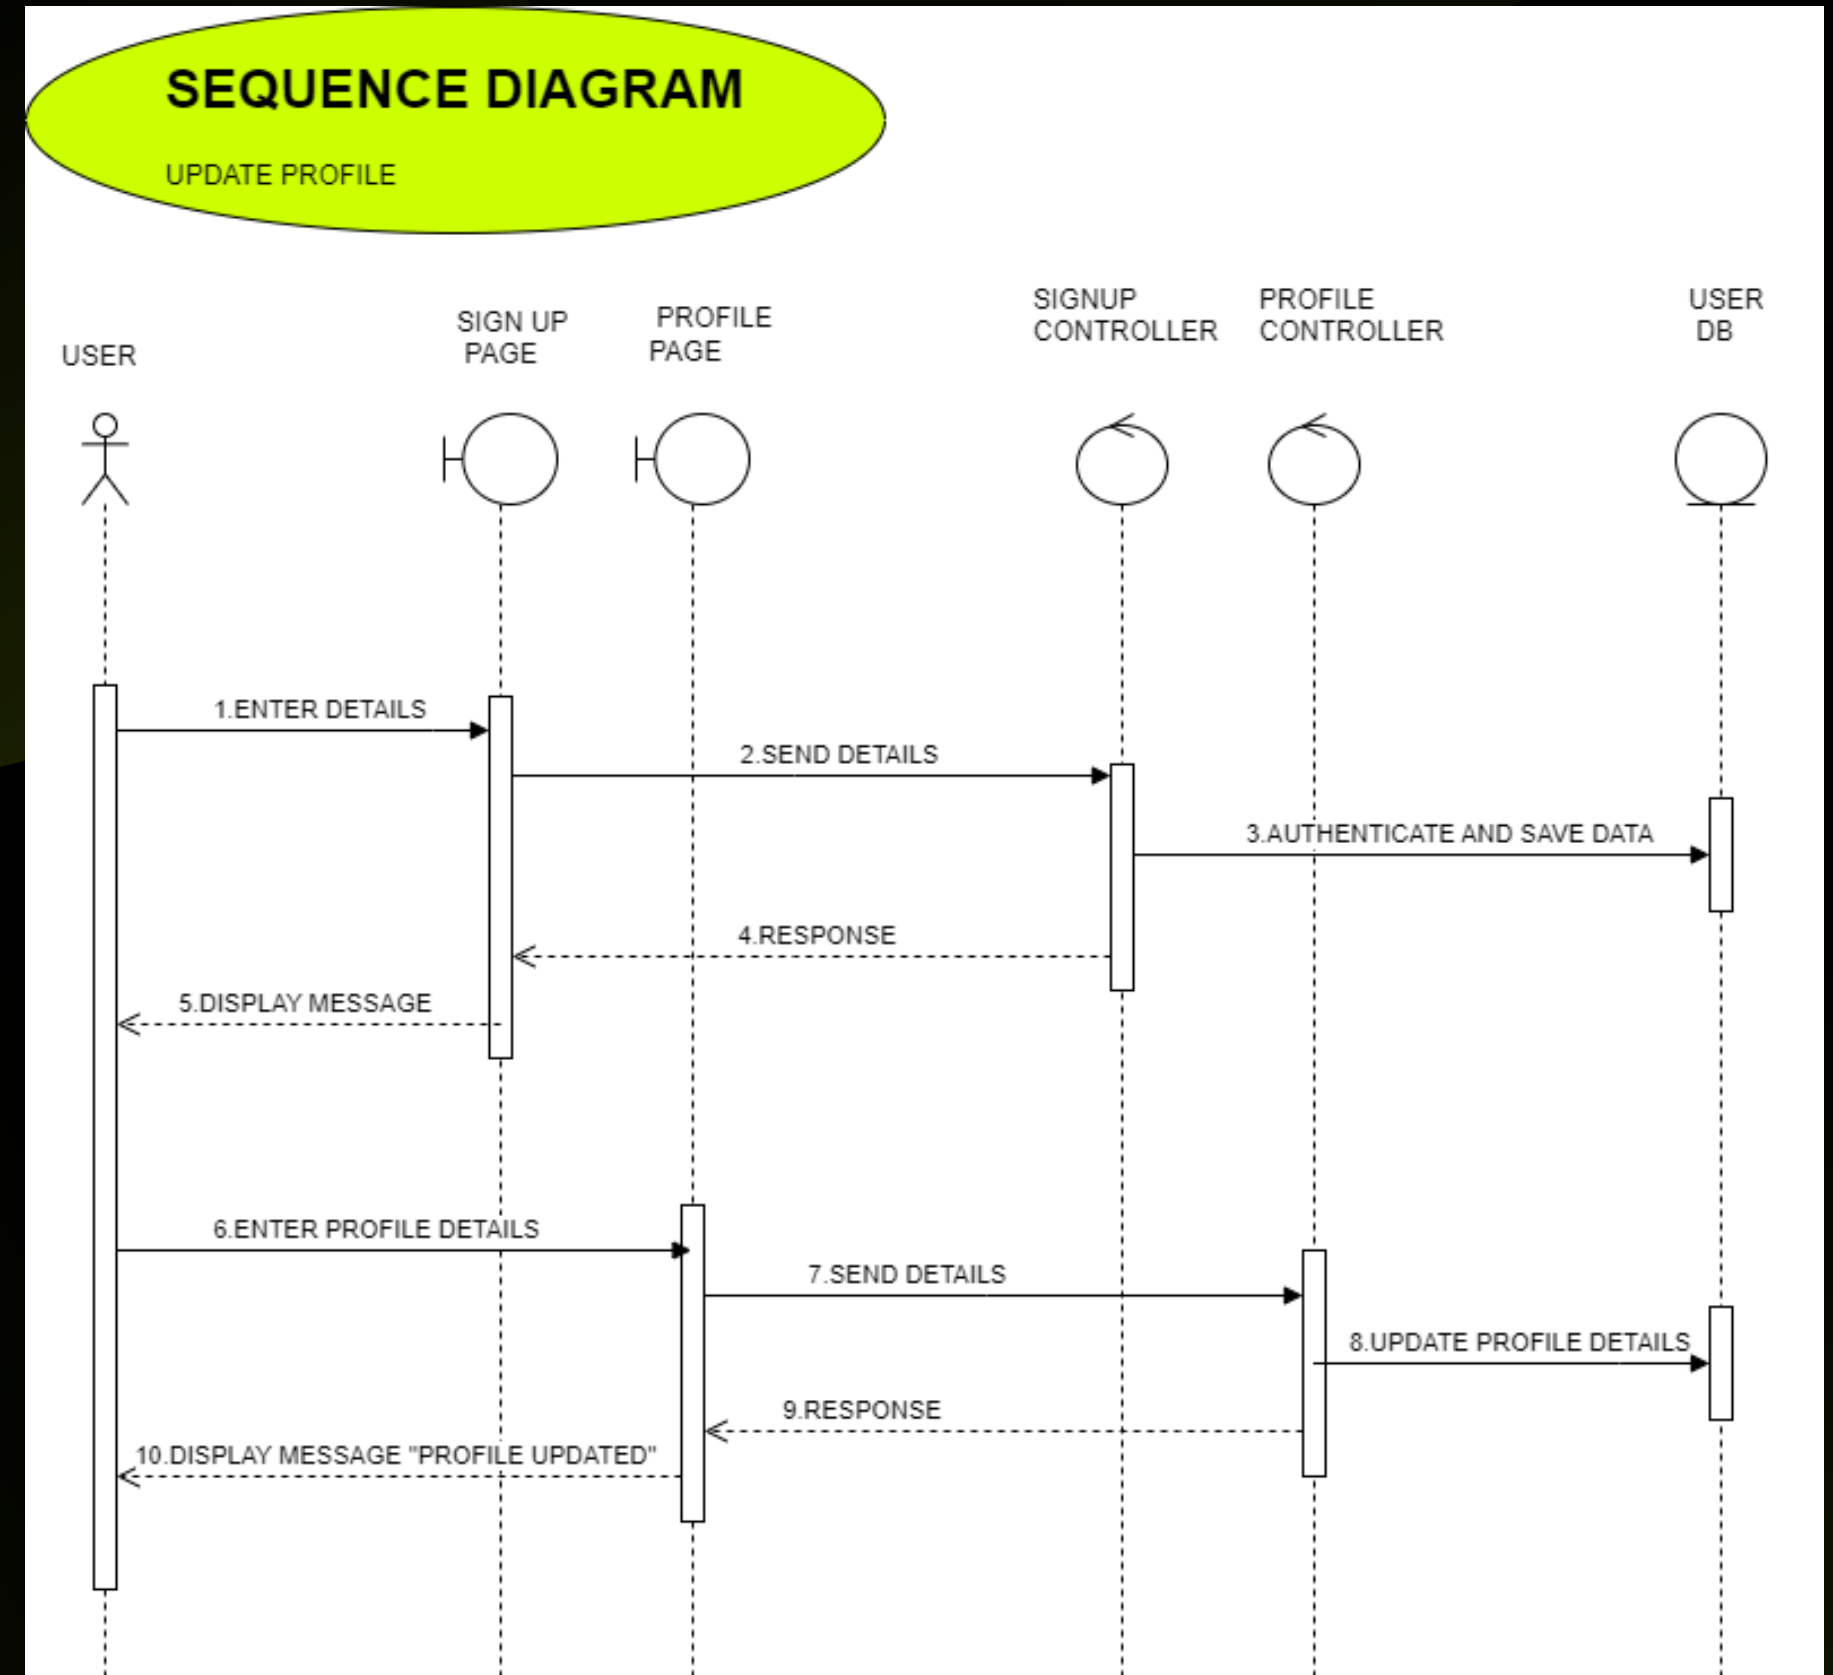 SEQUENCE DIAGRAM
UPDATE PROFILE
USER
SIGN UP
PAGE
PROFILE
PAGE
SIGNUP
CONTROLLER
PROFILE
CONTROLLER
USER
DB
1.ENTER DETAILS
2.SEND DETAILS
3.AUTHENTICATE AND SAVE DATA
4.RESPONSE
5.DISPLAY MESSAGE
6.ENTER PROFILE DETAILS
7.SEND DETAILS
8.UPDATE PROFILE DETAILS
9.RESPONSE
10.DISPLAY MESSAGE "PROFILE UPDATED"